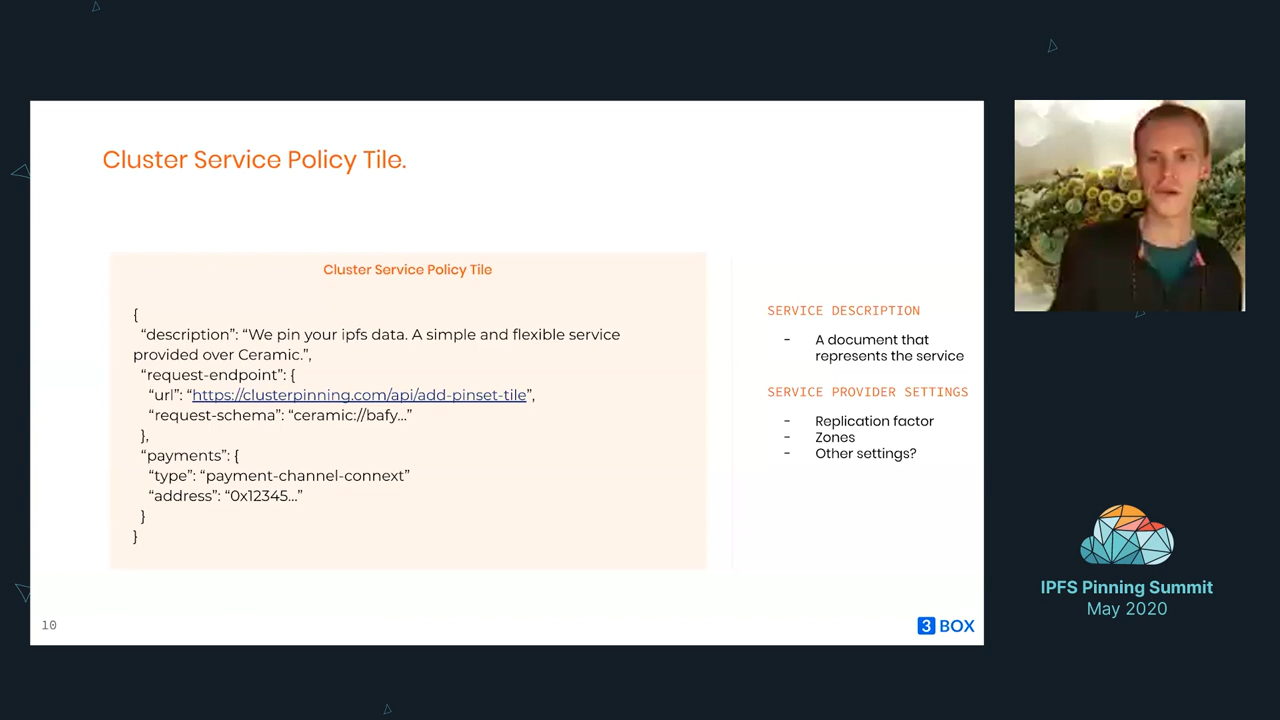 Cluster Service Policy Tile.
Cluster Service Policy Tile
{
“description”: “We pin your ipfs data. A simple and flexible service
provided over Ceramic.”,
“request-endpoint”: {
“url”: “https://clusterpinning.com/api/add-pinset-tile”,
“request-schema”: “ceramic://bafy...”
},
“payments”: {
“type”: “payment-channel-connext”
“address”: “0x12345...”
}
}
SERVICE DESCRIPTION
- A document that
represents the service
SERVICE PROVIDER SETTINGS
- Replication factor
- Zones
- Other settings?
10
3 BOX
IPFS Pinning Summit
May 2020